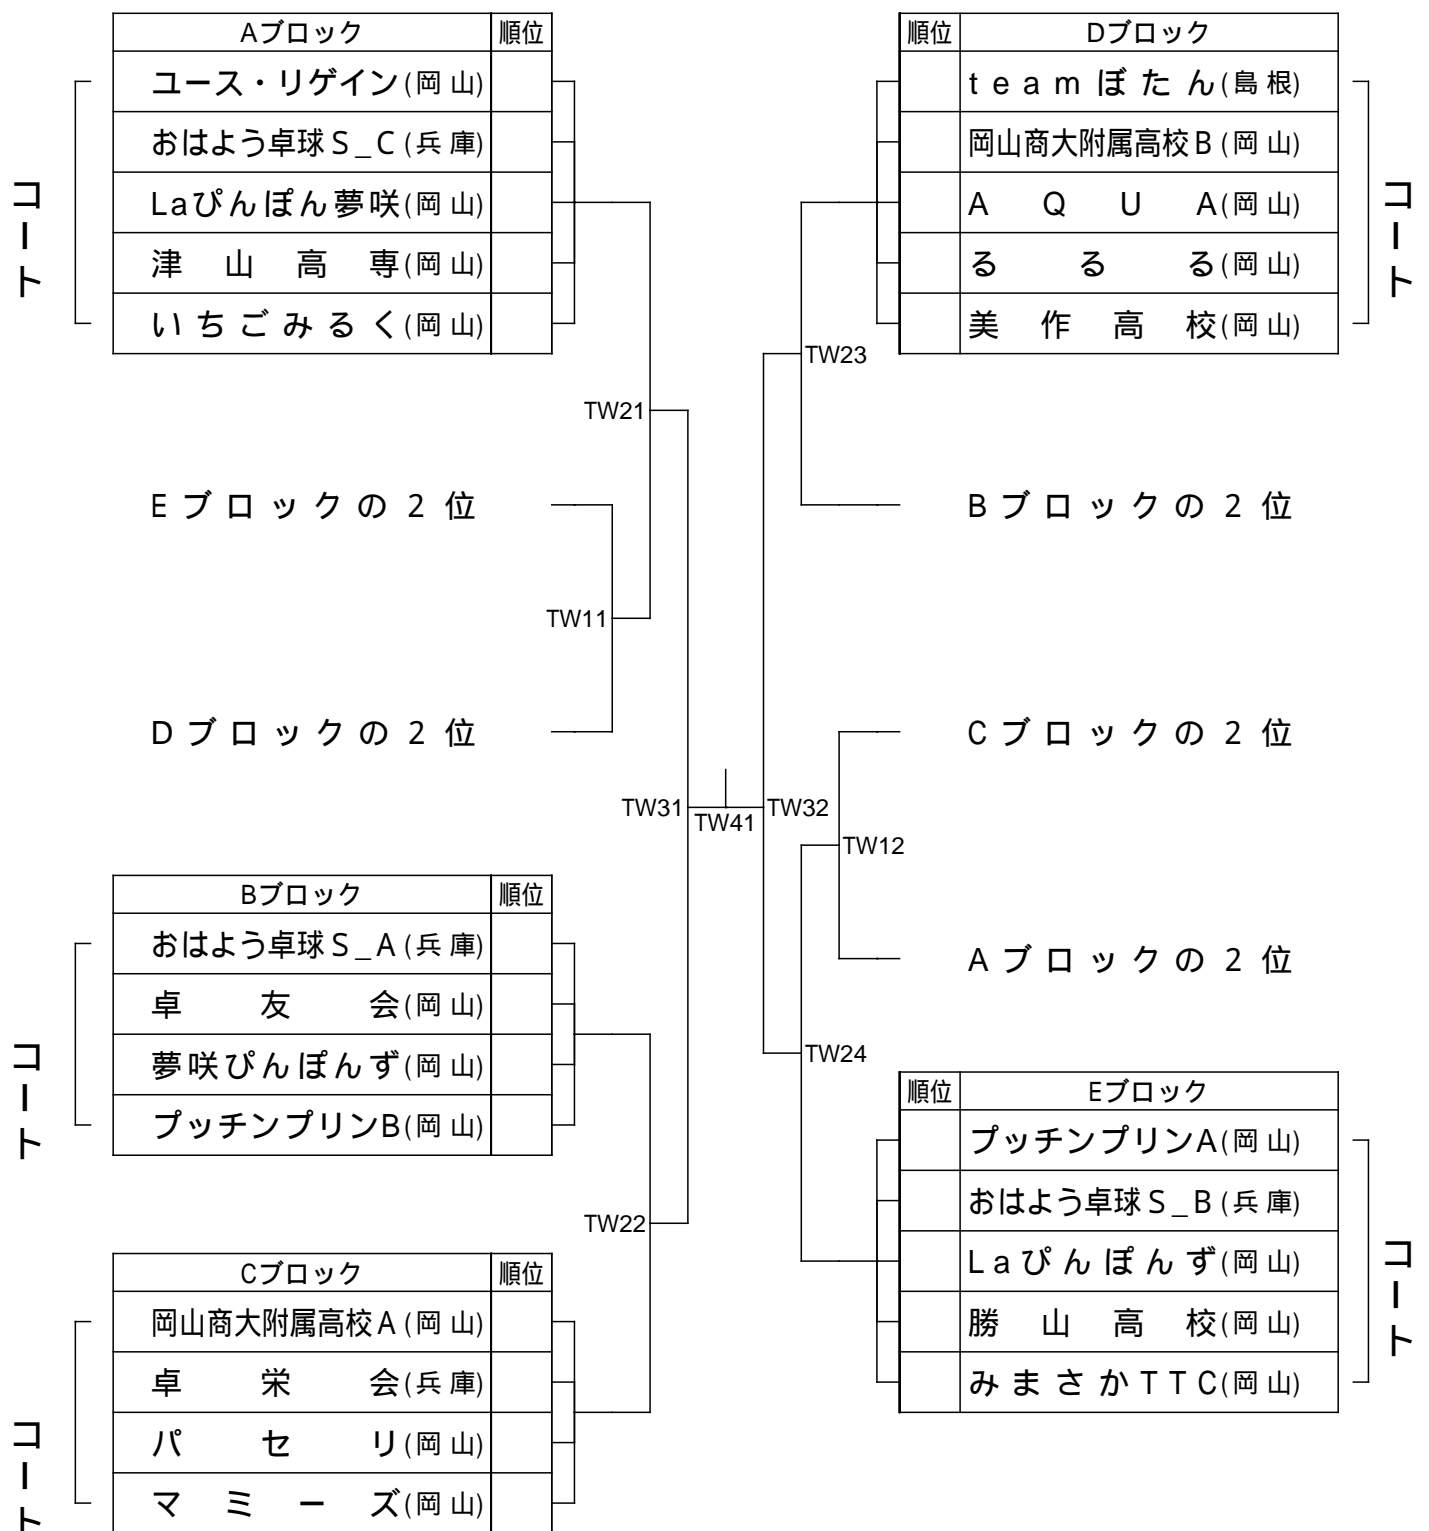 Aブロック 順位
ユース・リゲイン(岡山)
おはよう卓球S_C(兵庫)
Laぴんぽん夢咲(岡山)
津山高専(岡山)
いちごみるく(岡山)
コート
TW21
Eブロックの2位
TW11
Dブロックの2位
TW31
Bブロック 順位
おはよう卓球S_A(兵庫)
卓友会(岡山)
夢咲ぴんぽんず(岡山)
プッチンプリンB(岡山)
コート
TW22
Cブロック 順位
岡山商大附属高校A(岡山)
卓栄会(兵庫)
パセリ(岡山)
マミーズ(岡山)
コート
TW41
順位 Dブロック
teamぼたん(島根)
岡山商大附属高校B(岡山)
AQUA(岡山)
るるる(岡山)
美作高校(岡山)
コート
TW23
Bブロックの2位
Cブロックの2位
TW32
TW12
Aブロックの2位
TW24
順位 Eブロック
プッチンプリンA(岡山)
おはよう卓球S_B(兵庫)
Laぴんぽんず(岡山)
勝山高校(岡山)
みまさかTTC(岡山)
コート